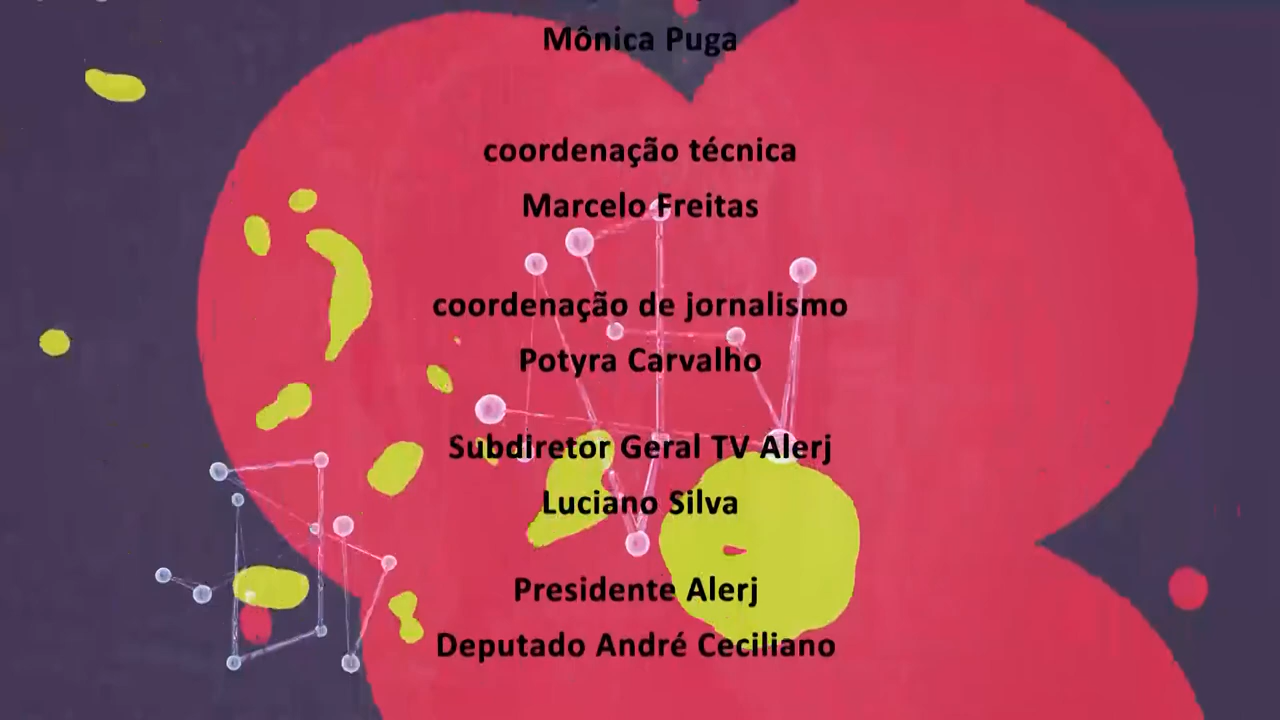 Mônica Puga
coordenação técnica
Marcelo Freitas
coordenação de jornalismo
Potyra Carvalho
Subdiretor Geral TV Alerj
Luciano Silva
Presidente Alerj
Deputado André Ceciliano